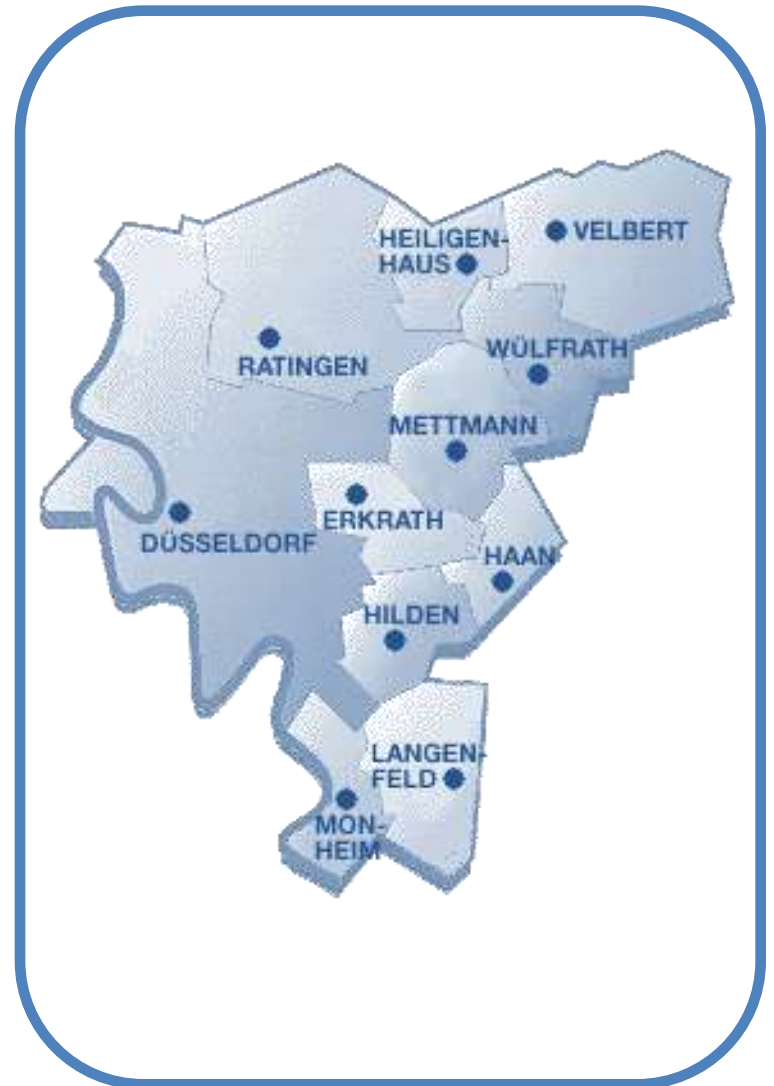 HEILIGEN-
HAUS
VELBERT
RATINGEN
WÜLFRATH
METTMANN
ERKRATH
DÜSSELDORF
HAAN
HILDEN
LANGEN-
FELD
MON-
HEIM